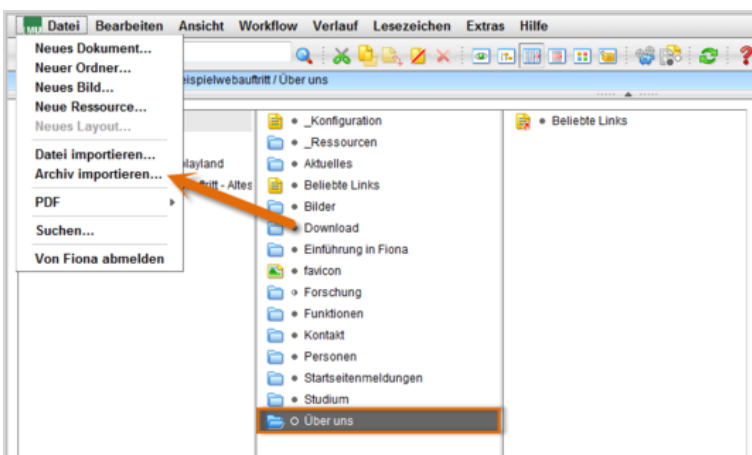 Datei Bearbeiten Ansicht Workflow Verlauf Lesezeichen Extras Hilfe
Neues Dokument...
Neuer Ordner...
Neues Bild...
Neue Ressource...
Neues Layout...
Datei importieren...
Archiv importieren...
PDF
Suchen...
Von Fiona abmelden
eispielwebauftritt / Über uns
playland
ftritt - Altes
_Konfiguration
_Ressourcen
Aktuelles
Beliebte Links
Bilder
Download
Einführung in Fiona
favicon
Forschung
Funktionen
Kontakt
Personen
Startseitenmeldungen
Studium
Über uns
Beliebte Links